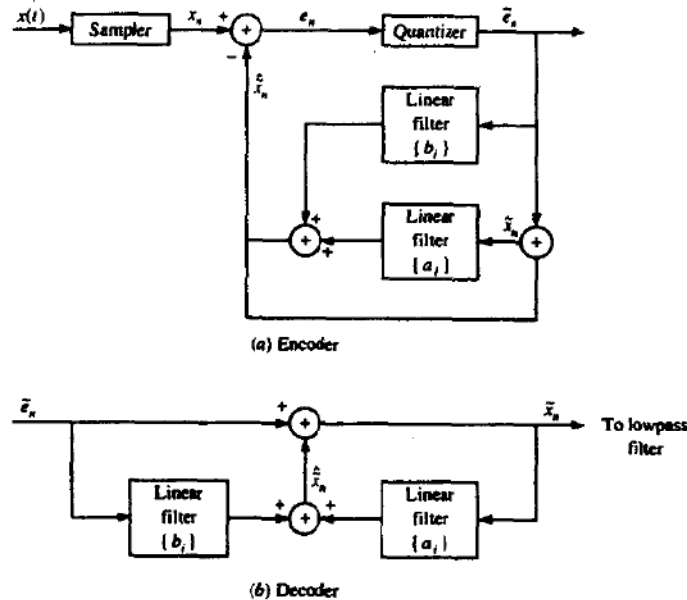 x(t)
Sampler
xₙ
+
+
−
eₙ
Quantizer
ẽₙ
x̃̂ₙ
Linear
filter
{ bᵢ }
+
+
+
Linear
filter
{ aᵢ }
x̃ₙ
+
(a) Encoder
ẽₙ
+
+
x̃ₙ
To lowpass
filter
x̃̂ₙ
Linear
filter
{ bᵢ }
+
+
+
Linear
filter
{ aᵢ }
(b) Decoder